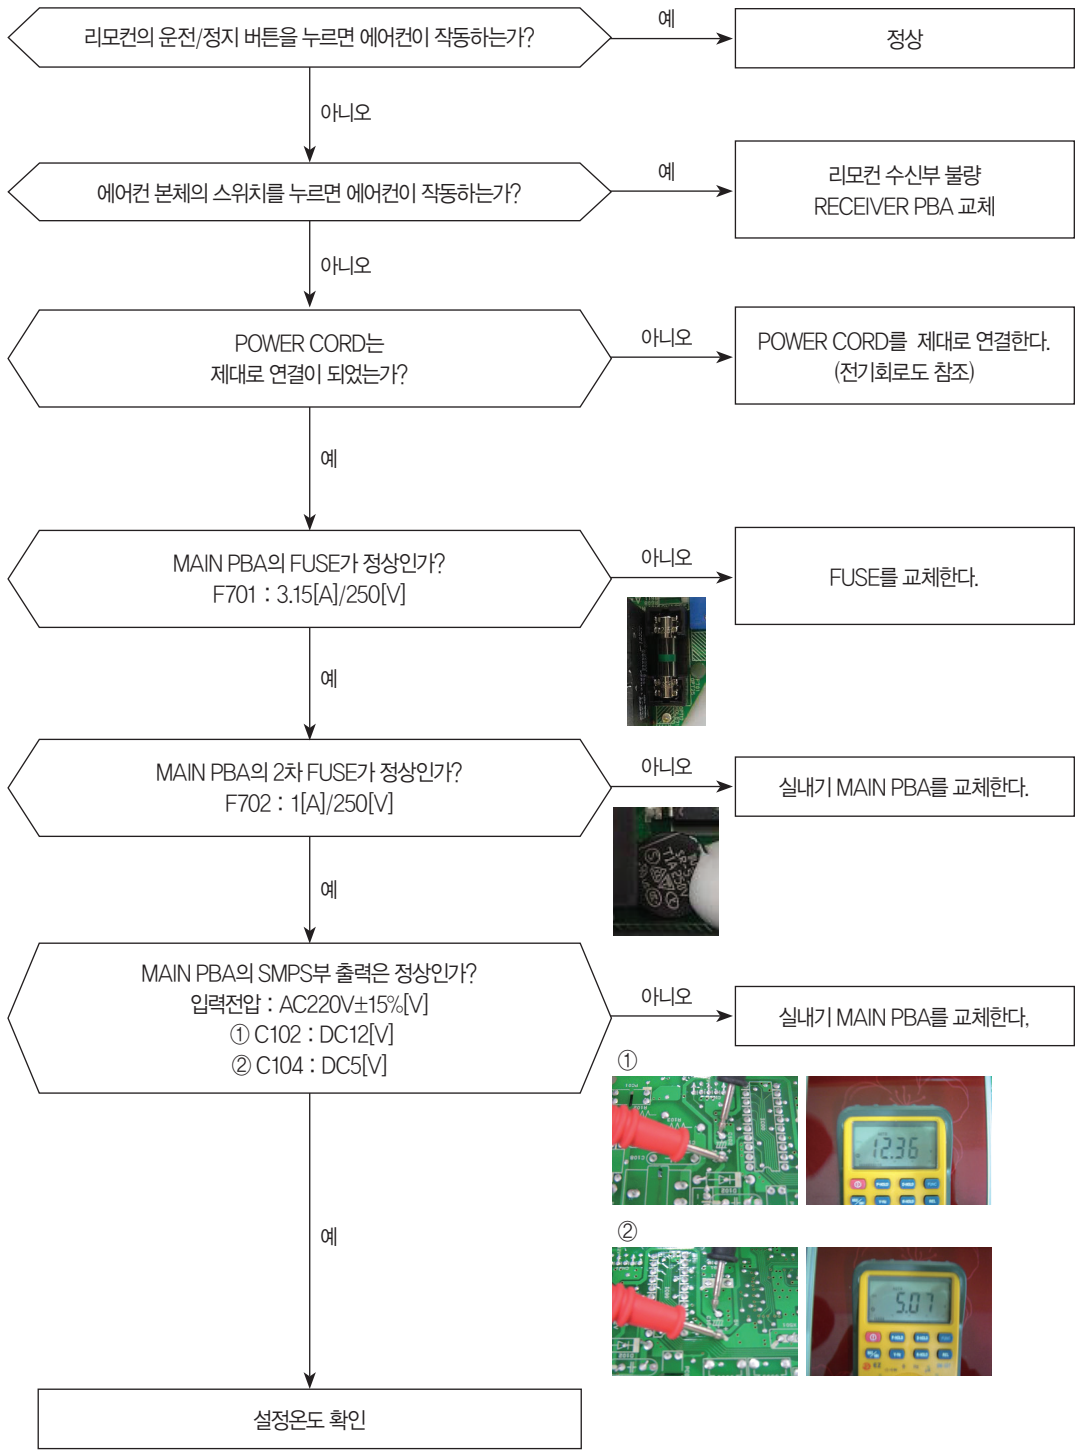 리모컨의 운전/정지 버튼을 누르면 에어컨이 작동하는가?
예
정상
아니오
에어컨 본체의 스위치를 누르면 에어컨이 작동하는가?
예
리모컨 수신부 불량
RECEIVER PBA 교체
아니오
POWER CORD는
제대로 연결이 되었는가?
아니오
POWER CORD를 제대로 연결한다.
(전기회로도 참조)
예
MAIN PBA의 FUSE가 정상인가?
F701 : 3.15[A]/250[V]
아니오
FUSE를 교체한다.
예
MAIN PBA의 2차 FUSE가 정상인가?
F702 : 1[A]/250[V]
아니오
실내기 MAIN PBA를 교체한다.
예
MAIN PBA의 SMPS부 출력은 정상인가?
입력전압 : AC220V±15%[V]
① C102 : DC12[V]
② C104 : DC5[V]
아니오
실내기 MAIN PBA를 교체한다.
①
12.36
②
5.07
예
설정온도 확인